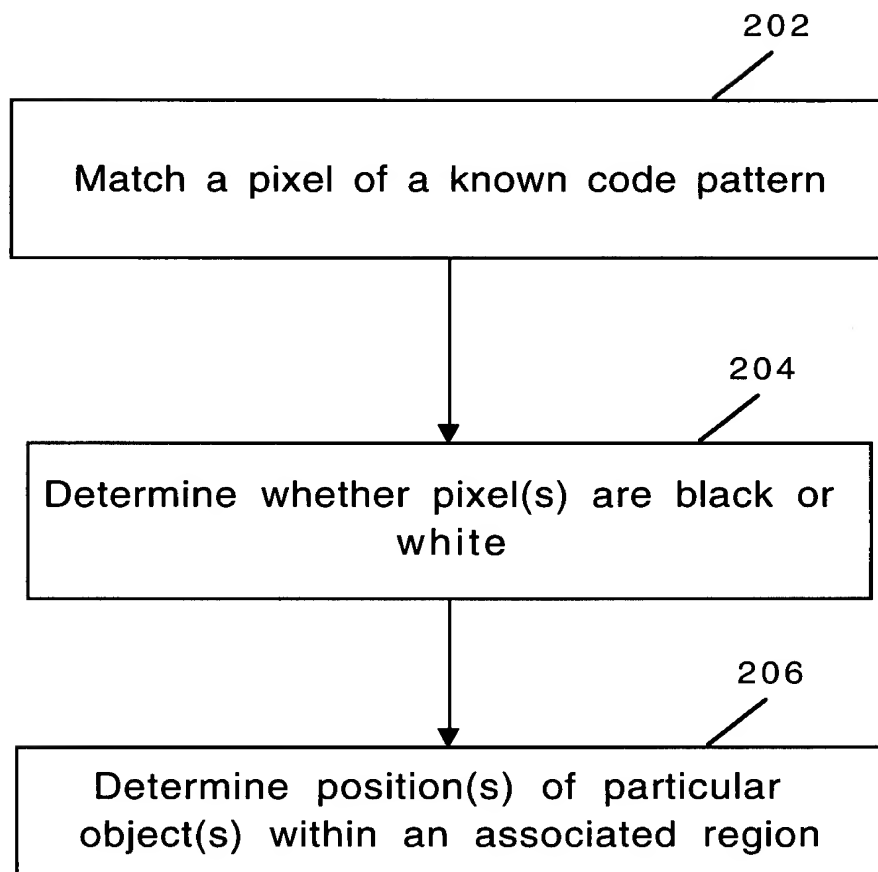 202
Match a pixel of a known code pattern
204
Determine whether pixel(s) are black or
white
206
Determine position(s) of particular
object(s) within an associated region